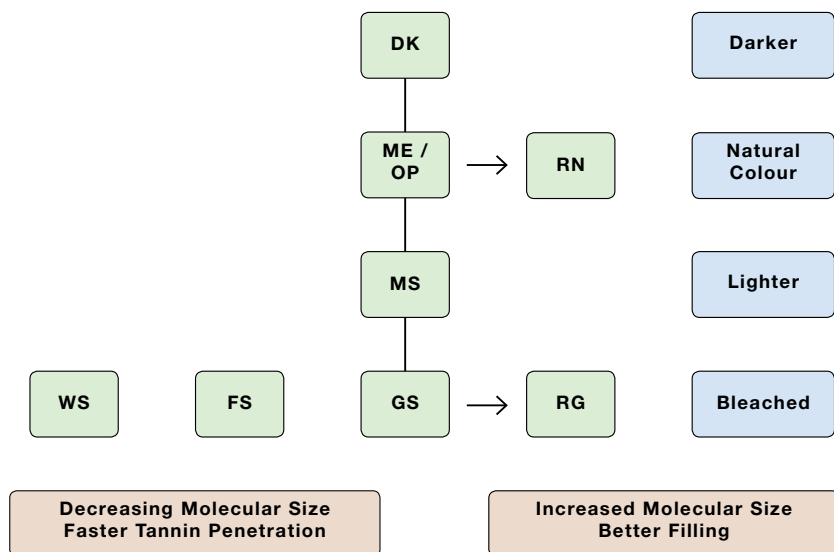 DK
Darker
ME /
OP
RN
Natural
Colour
MS
Lighter
WS
FS
GS
RG
Bleached
Decreasing Molecular Size
Faster Tannin Penetration
Increased Molecular Size
Better Filling